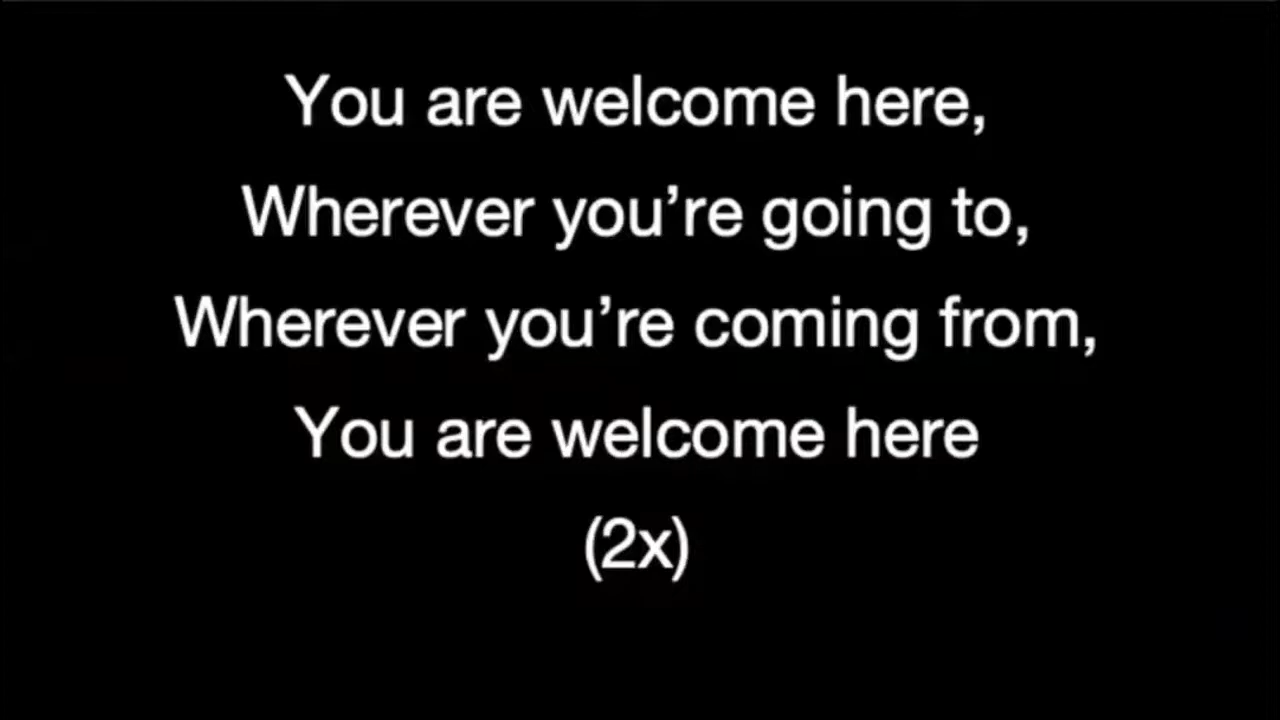 You are welcome here,
Wherever you’re going to,
Wherever you’re coming from,
You are welcome here
(2x)